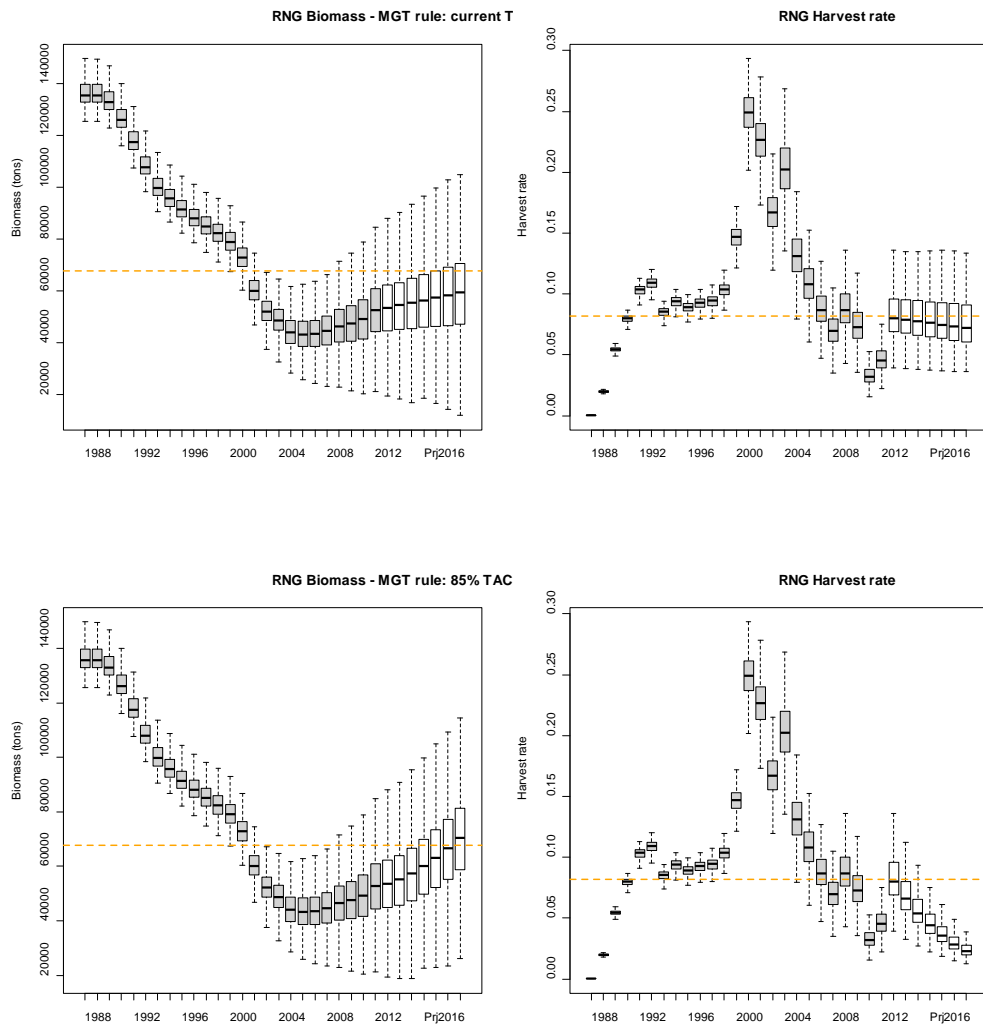 RNG Biomass - MGT rule: current T
RNG Harvest rate
Biomass (tons)
140000
120000
100000
80000
60000
40000
20000
1988 1992 1996 2000 2004 2008 2012 Prj2016
Harvest rate
0.30
0.25
0.20
0.15
0.10
0.05
0.00
1988 1992 1996 2000 2004 2008 2012 Prj2016
RNG Biomass - MGT rule: 85% TAC
RNG Harvest rate
Biomass (tons)
140000
120000
100000
80000
60000
40000
20000
1988 1992 1996 2000 2004 2008 2012 Prj2016
Harvest rate
0.30
0.25
0.20
0.15
0.10
0.05
0.00
1988 1992 1996 2000 2004 2008 2012 Prj2016